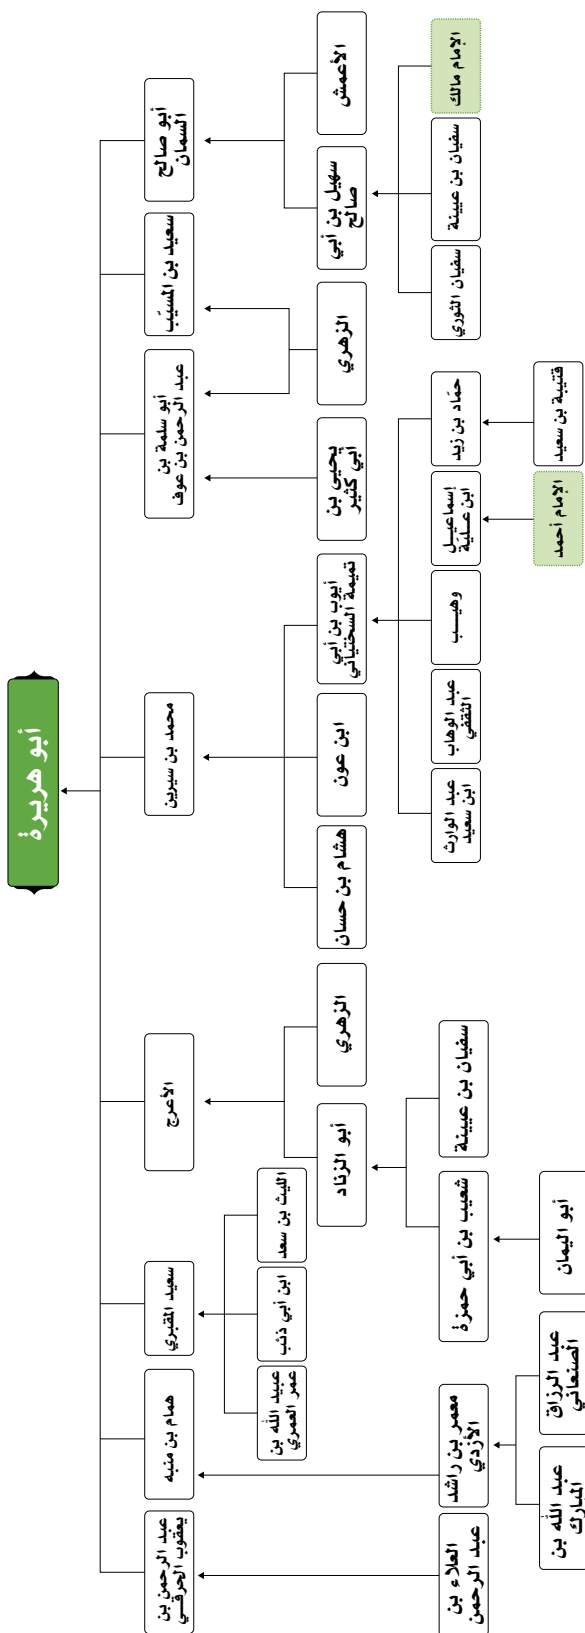 أبو هريرة
أبو صالح
السمان
سعيد بن المسيّب
أبو سلمة بن
عبد الرحمن بن عوف
محمد بن سيرين
الأعرج
سعيد المقبري
همام بن منبه
عبد الرحمن بن
يعقوب الحرقي
الأعمش
سهيل بن أبي
صالح
الزهري
يحيى بن
أبي كثير
أيوب بن أبي
تميمة السختياني
ابن عون
هشام بن حسان
الزهري
أبو الزناد
الليث بن سعد
ابن أبي ذئب
عبيد الله بن
عمر العمري
الإمام مالك
سفيان بن عيينة
سفيان الثوري
حمّاد بن زيد
إسماعيل
ابن علية
وهيب
عبد الوهاب
الثقفي
عبد الوارث
ابن سعيد
سفيان بن عيينة
شعيب بن أبي حمزة
معمر بن راشد
الأزدي
العلاء بن
عبد الرحمن
قتيبة بن سعيد
الإمام أحمد
أبو اليمان
عبد الرزاق
الصنعاني
عبد الله بن
المبارك